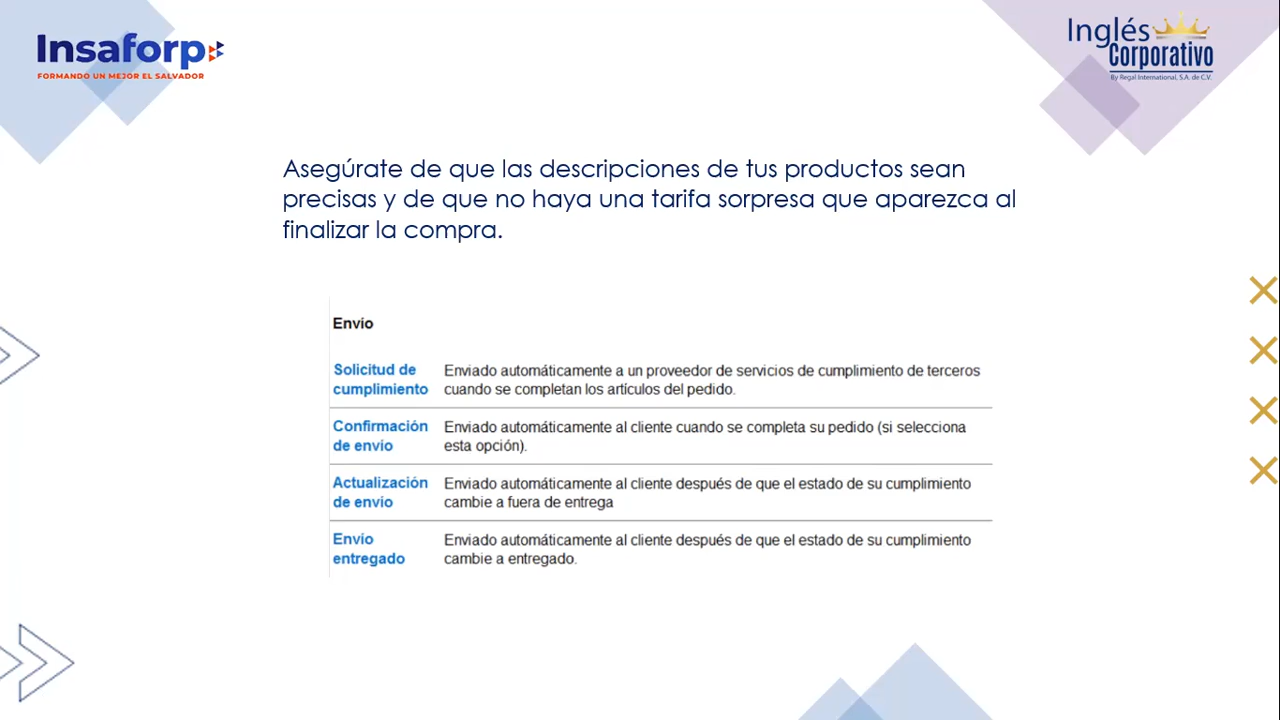 Insaforp
FORMANDO UN MEJOR EL SALVADOR
Inglés
Corporativo
By Regal International, S.A. de C.V.
Asegúrate de que las descripciones de tus productos sean
precisas y de que no haya una tarifa sorpresa que aparezca al
finalizar la compra.
Envío
Solicitud de cumplimiento
Enviado automáticamente a un proveedor de servicios de cumplimiento de terceros
cuando se completan los artículos del pedido.
Confirmación de envío
Enviado automáticamente al cliente cuando se completa su pedido (si selecciona
esta opción).
Actualización de envío
Enviado automáticamente al cliente después de que el estado de su cumplimiento
cambie a fuera de entrega
Envío entregado
Enviado automáticamente al cliente después de que el estado de su cumplimiento
cambie a entregado.